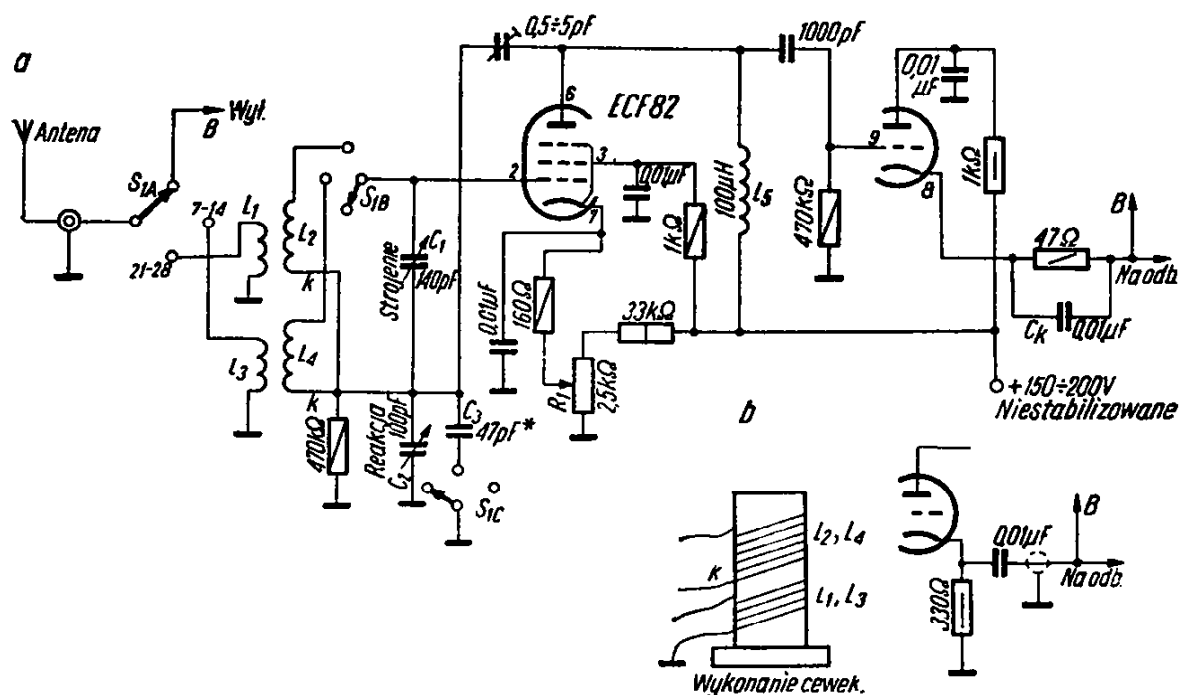 a
Antena
S1A
B
Wył.
7-14
21-28
L1
L2
k
L3
L4
k
S1B
470kΩ
Strojenie
C1
140pF
Reakcja
100pF
C2
C3
47pF*
S1C
0,5÷5pF
ECF82
6
2
3
7
0,01μF
0,01μF
160Ω
R1
2,5kΩ
33kΩ
1kΩ
100μH
L5
1000pF
470kΩ
9
8
0,01
μF
1kΩ
47Ω
B
Na odb.
Ck
0,01μF
+150÷200V
Niestabilizowane
b
k
L2, L4
L1, L3
Wykonanie cewek.
0,01μF
B
Na odb.
330Ω